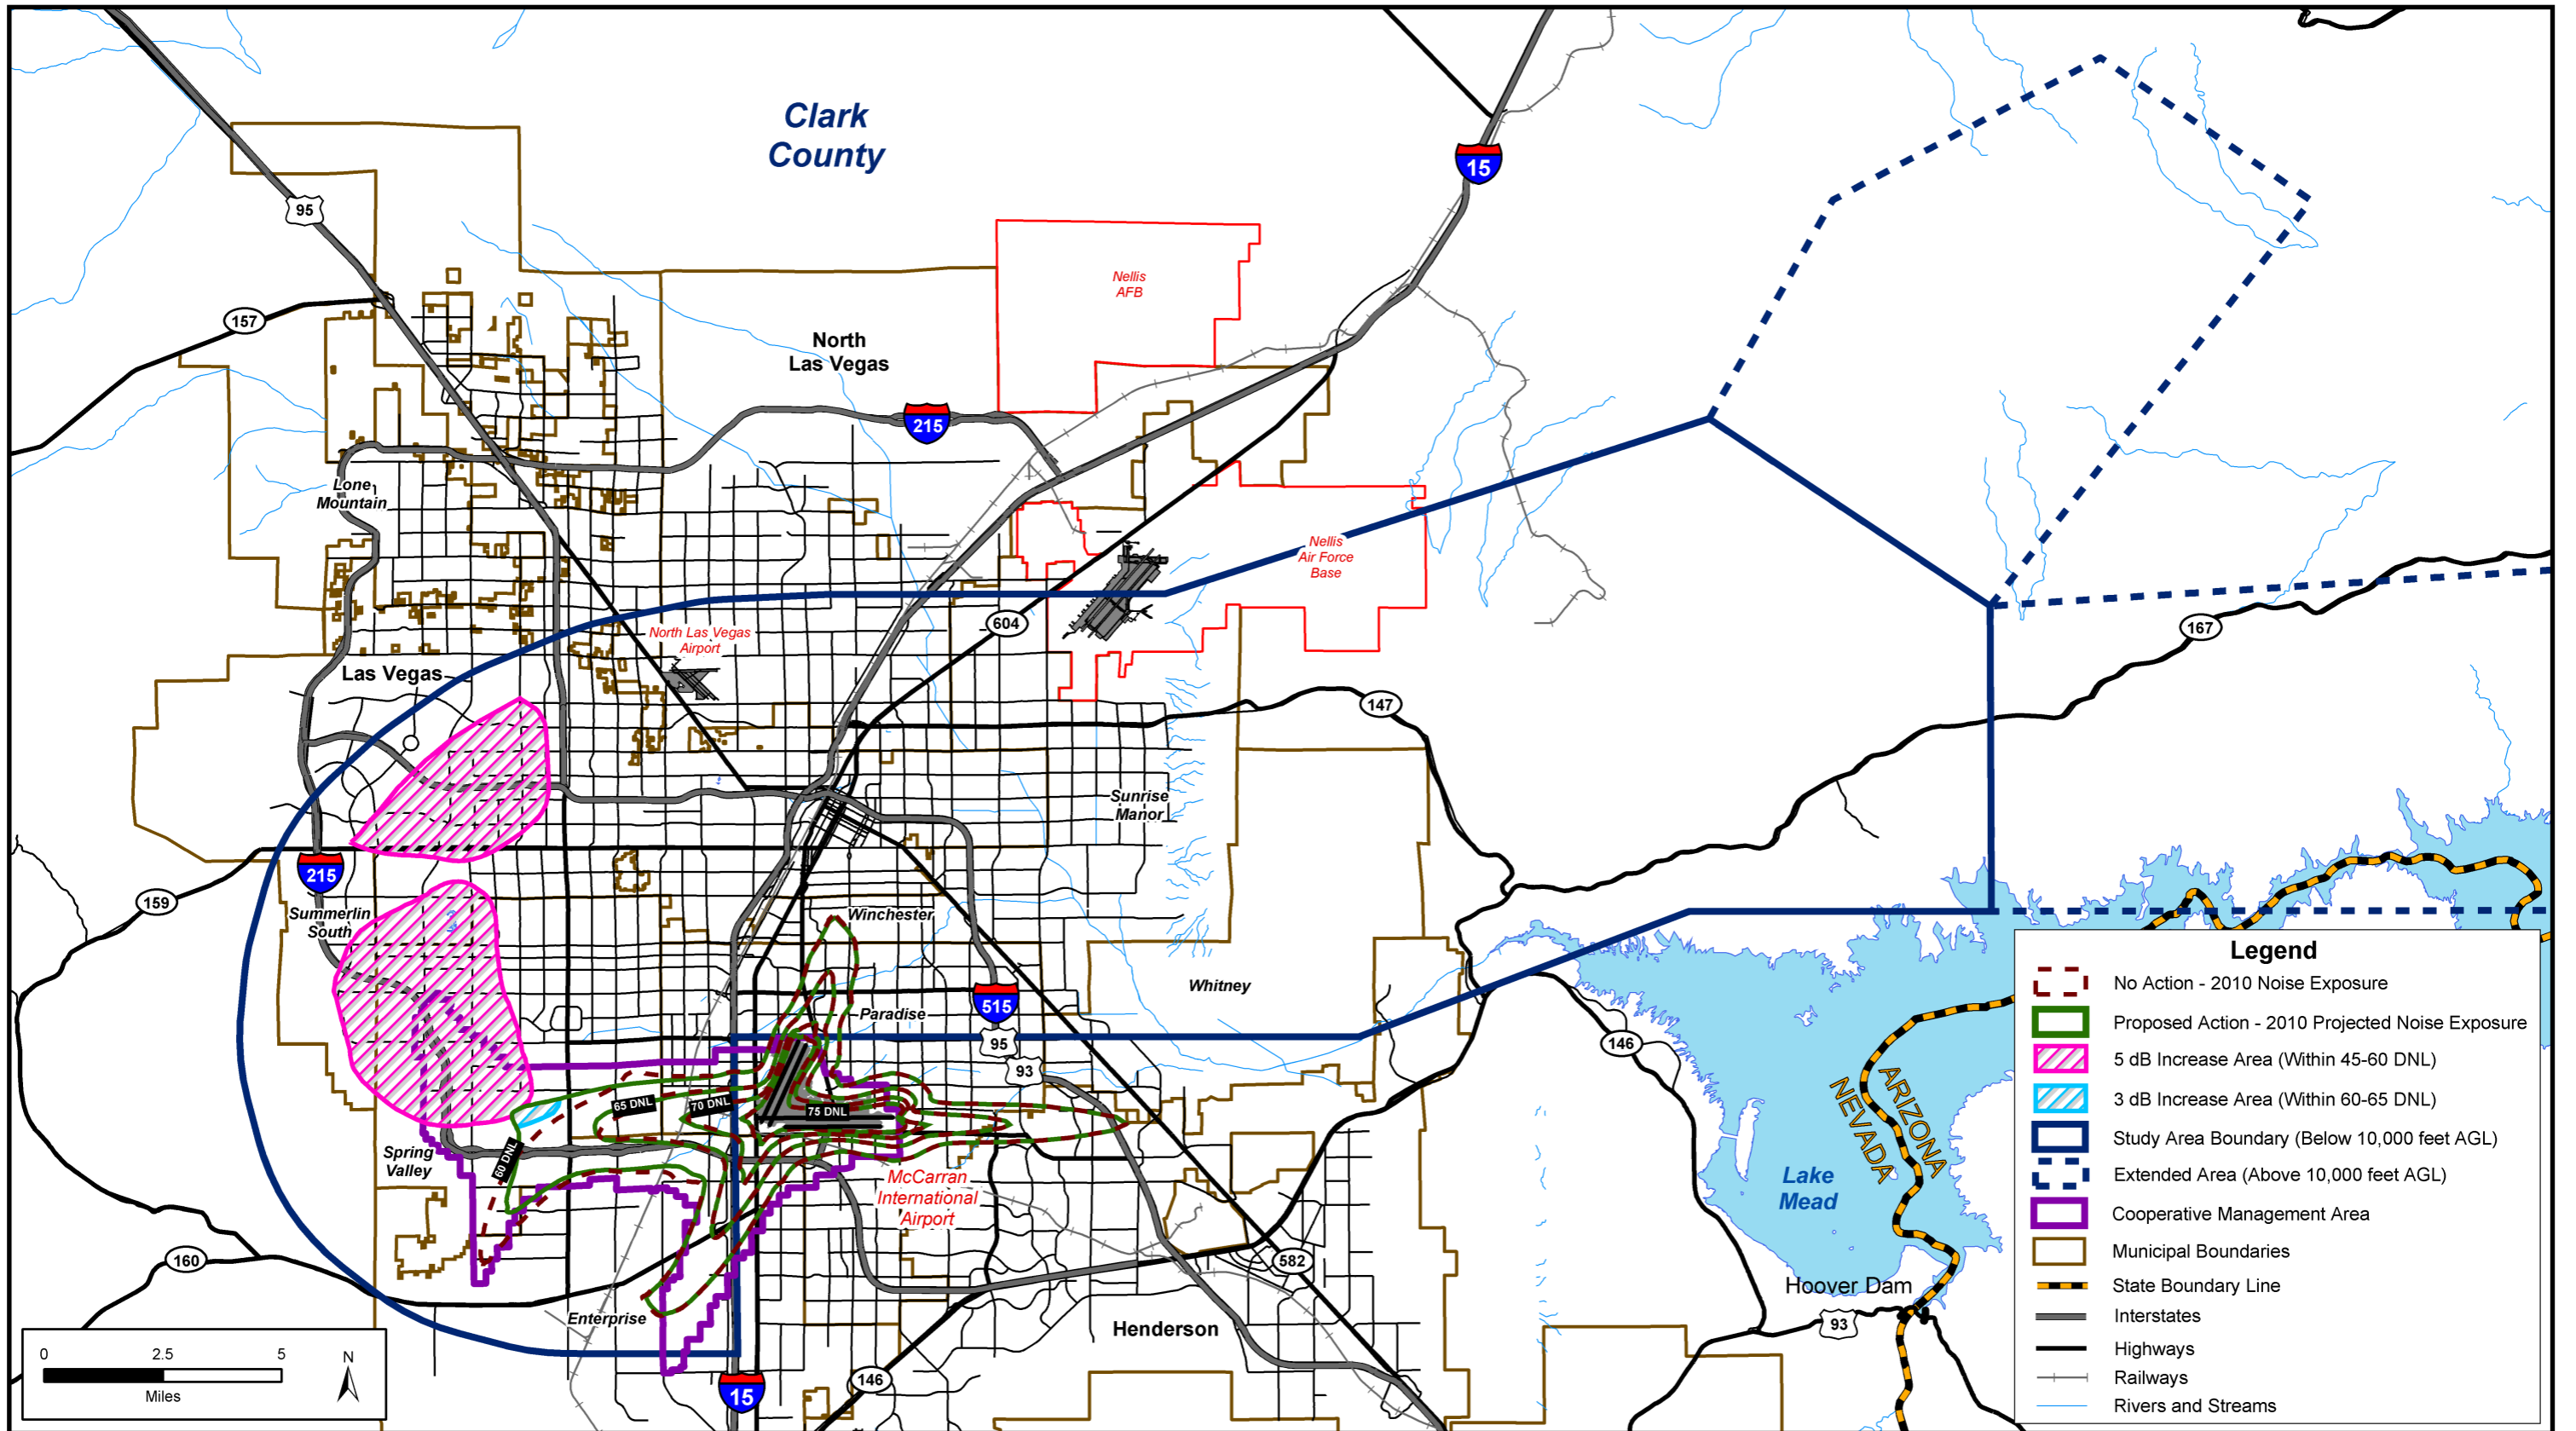 Clark
County
15
95
Nellis
AFB
157
North
Las Vegas
215
Lone
Mountain
Nellis
Air Force
Base
604
North Las Vegas
Airport
167
Las Vegas
147
Sunrise
Manor
215
159
Summerlin
South
Winchester
Whitney
515
Paradise
95
93
146
65 DNL
70 DNL
75 DNL
60 DNL
Spring
Valley
McCarran
International
Airport
NEVADA
ARIZONA
Lake
Mead
160
582
Hoover Dam
Enterprise
Henderson
93
15
146
0 2.5 5
Miles
N
Legend
No Action - 2010 Noise Exposure
Proposed Action - 2010 Projected Noise Exposure
5 dB Increase Area (Within 45-60 DNL)
3 dB Increase Area (Within 60-65 DNL)
Study Area Boundary (Below 10,000 feet AGL)
Extended Area (Above 10,000 feet AGL)
Cooperative Management Area
Municipal Boundaries
State Boundary Line
Interstates
Highways
Railways
Rivers and Streams